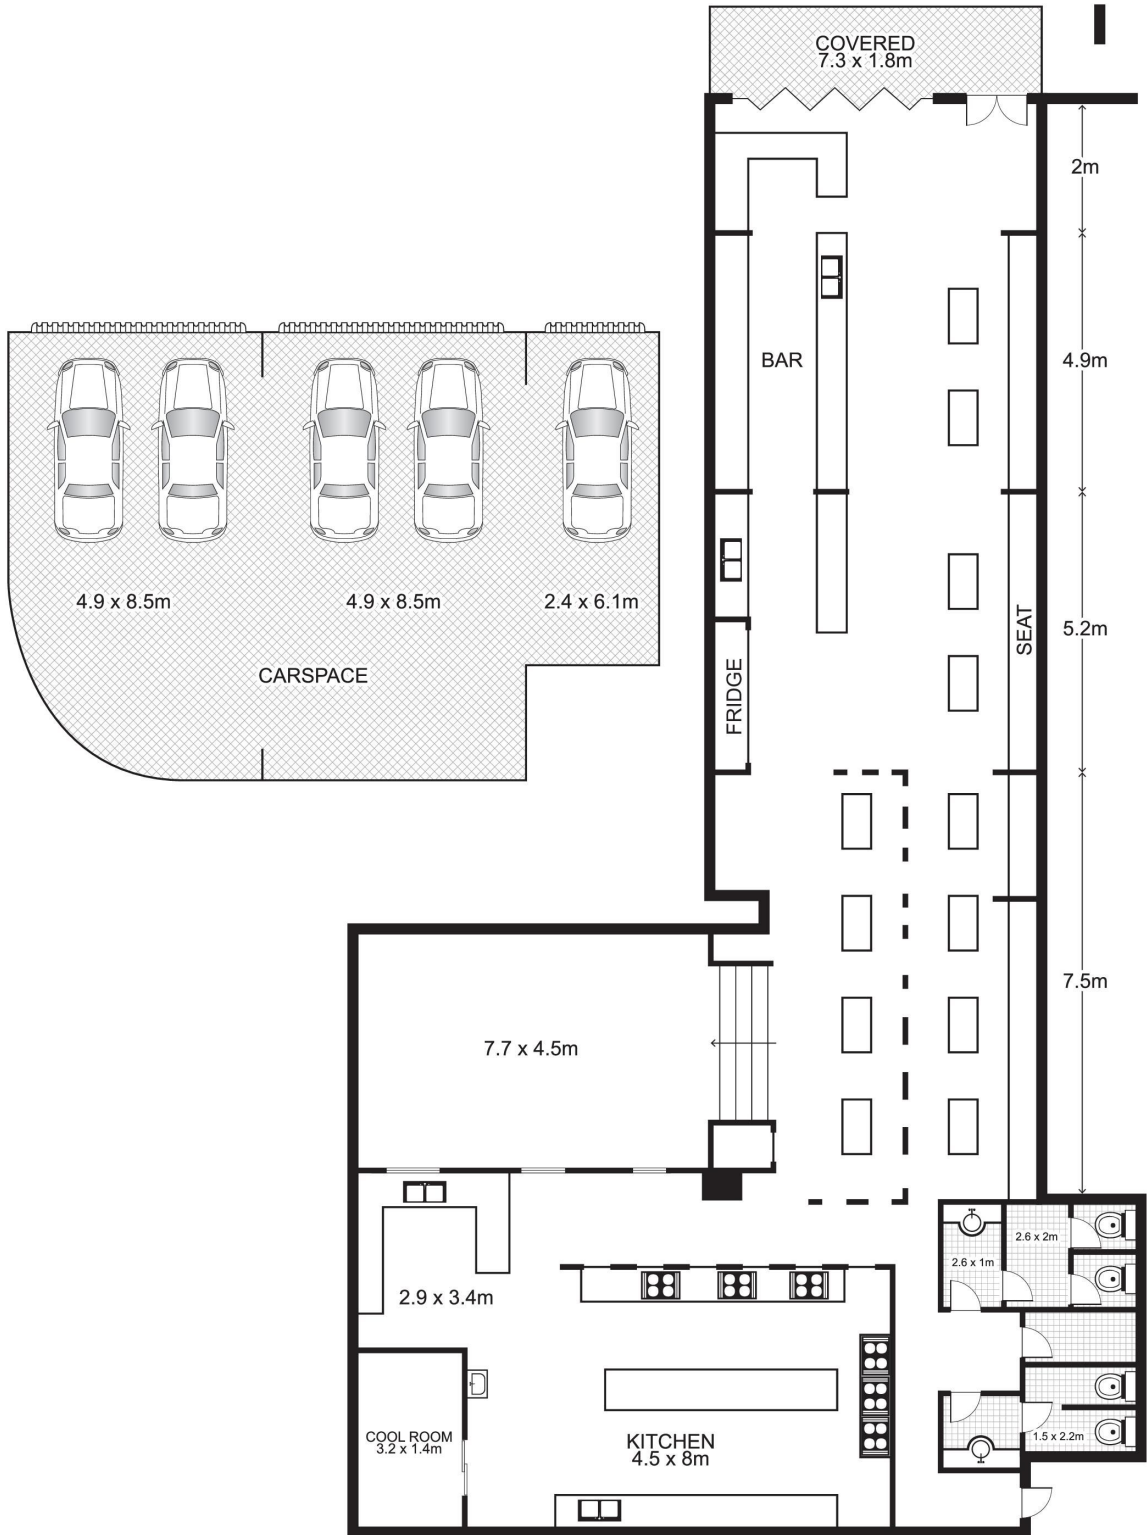 COVERED
7.3 x 1.8m
2m
BAR
4.9m
4.9 x 8.5m
4.9 x 8.5m
2.4 x 6.1m
CARSPACE
SEAT
5.2m
FRIDGE
7.5m
7.7 x 4.5m
2.6 x 2m
2.6 x 1m
2.9 x 3.4m
COOL ROOM
3.2 x 1.4m
KITCHEN
4.5 x 8m
1.5 x 2.2m